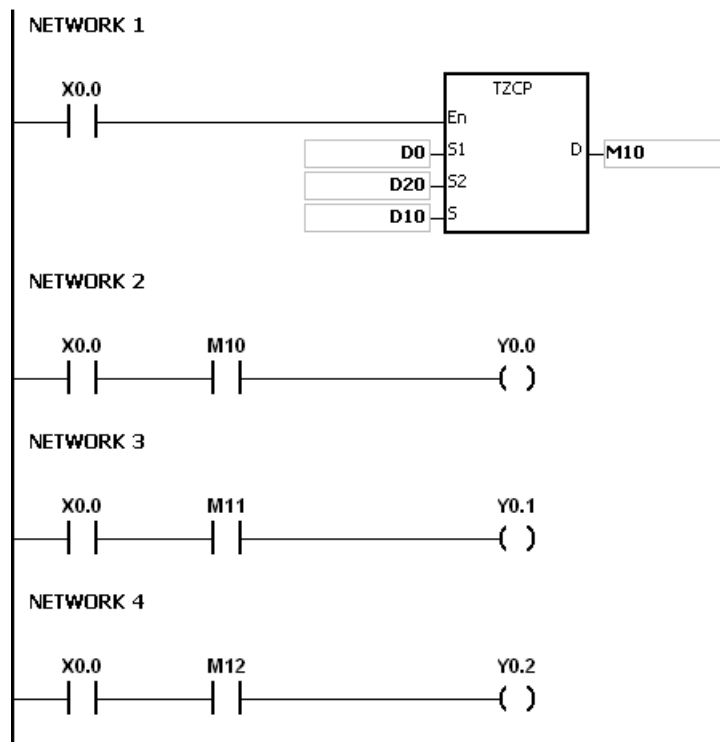 NETWORK 1
X0.0
TZCP
En
D0 S1 D M10
D20 S2
D10 S
NETWORK 2
X0.0 M10 Y0.0
NETWORK 3
X0.0 M11 Y0.1
NETWORK 4
X0.0 M12 Y0.2